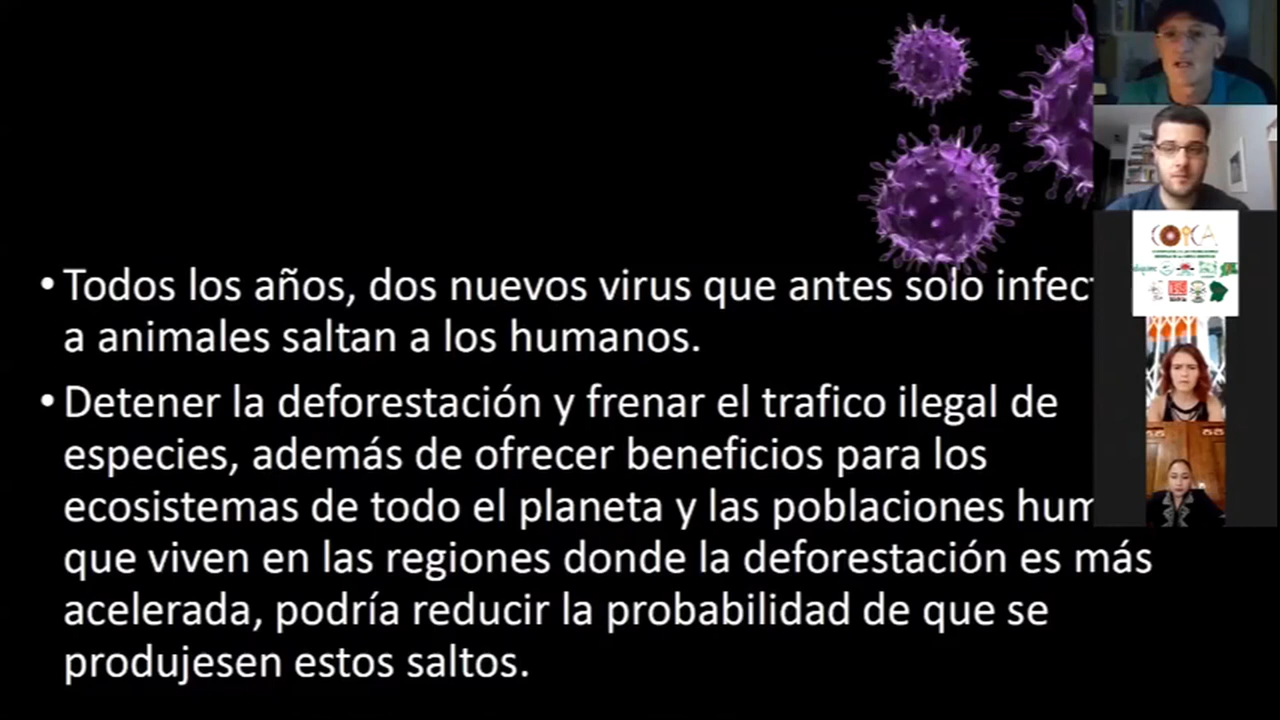 • Todos los años, dos nuevos virus que antes solo
a animales saltan a los humanos.
• Detener la deforestación y frenar el trafico ilegal de
especies, además de ofrecer beneficios para los
ecosistemas de todo el planeta y las poblaciones
que viven en las regiones donde la deforestación es más
acelerada, podría reducir la probabilidad de que se
produjesen estos saltos.
COICA